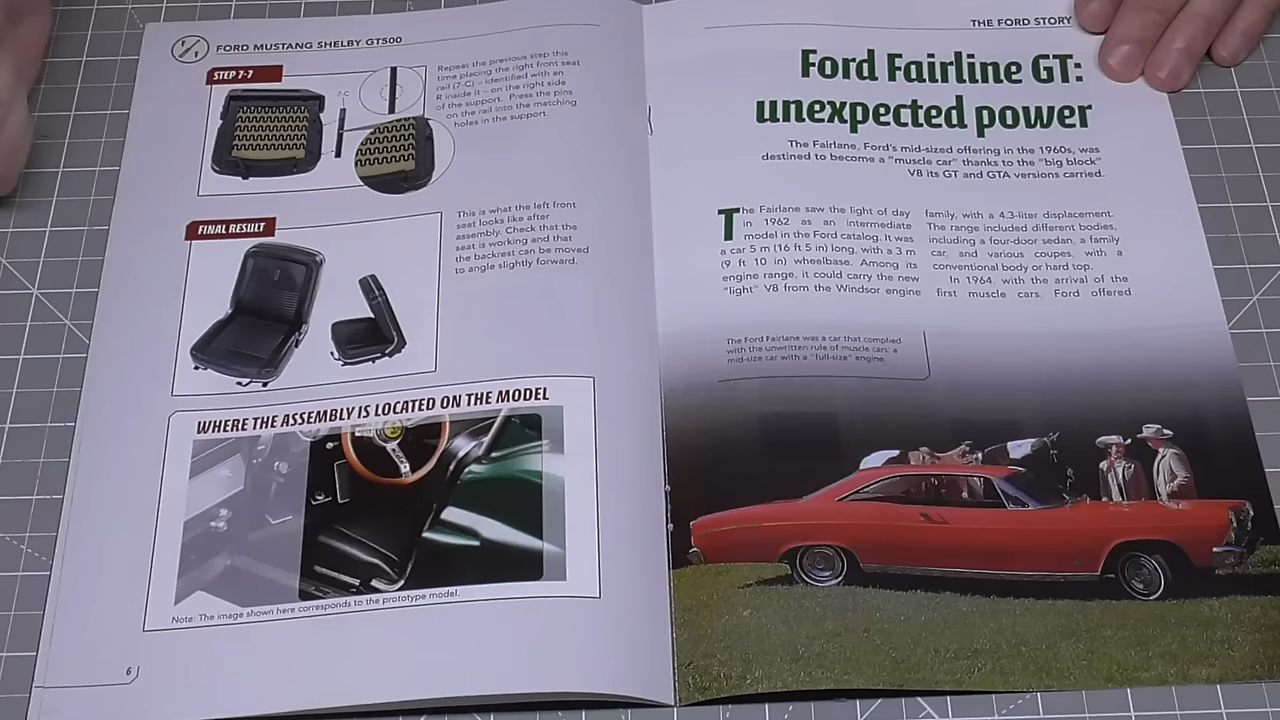 FORD MUSTANG SHELBY GT500
STEP 7-7
7-C
Repeat the previous step this
time placing the right front seat
rail (7-C) – identified with an
R inside it – on the right side
of the support. Press the pins
on the rail into the matching
holes in the support.
FINAL RESULT
This is what the left front
seat looks like after
assembly. Check that the
seat is working and that
the backrest can be moved
to angle slightly forward.
WHERE THE ASSEMBLY IS LOCATED ON THE MODEL
Note: The image shown here corresponds to the prototype model.
6
THE FORD STORY
Ford Fairline GT:
unexpected power
The Fairlane, Ford's mid-sized offering in the 1960s, was
destined to become a "muscle car" thanks to the "big block"
V8 its GT and GTA versions carried.
The Fairlane saw the light of day
in 1962 as an intermediate
model in the Ford catalog. It was
a car 5 m (16 ft 5 in) long, with a 3 m
(9 ft 10 in) wheelbase. Among its
engine range, it could carry the new
"light" V8 from the Windsor engine
family, with a 4.3-liter displacement.
The range included different bodies,
including a four-door sedan, a family
car, and various coupes, with a
conventional body or hard top.
In 1964, with the arrival of the
first muscle cars, Ford offered
The Ford Fairlane was a car that complied
with the unwritten rule of muscle cars: a
mid-size car with a "full-size" engine.